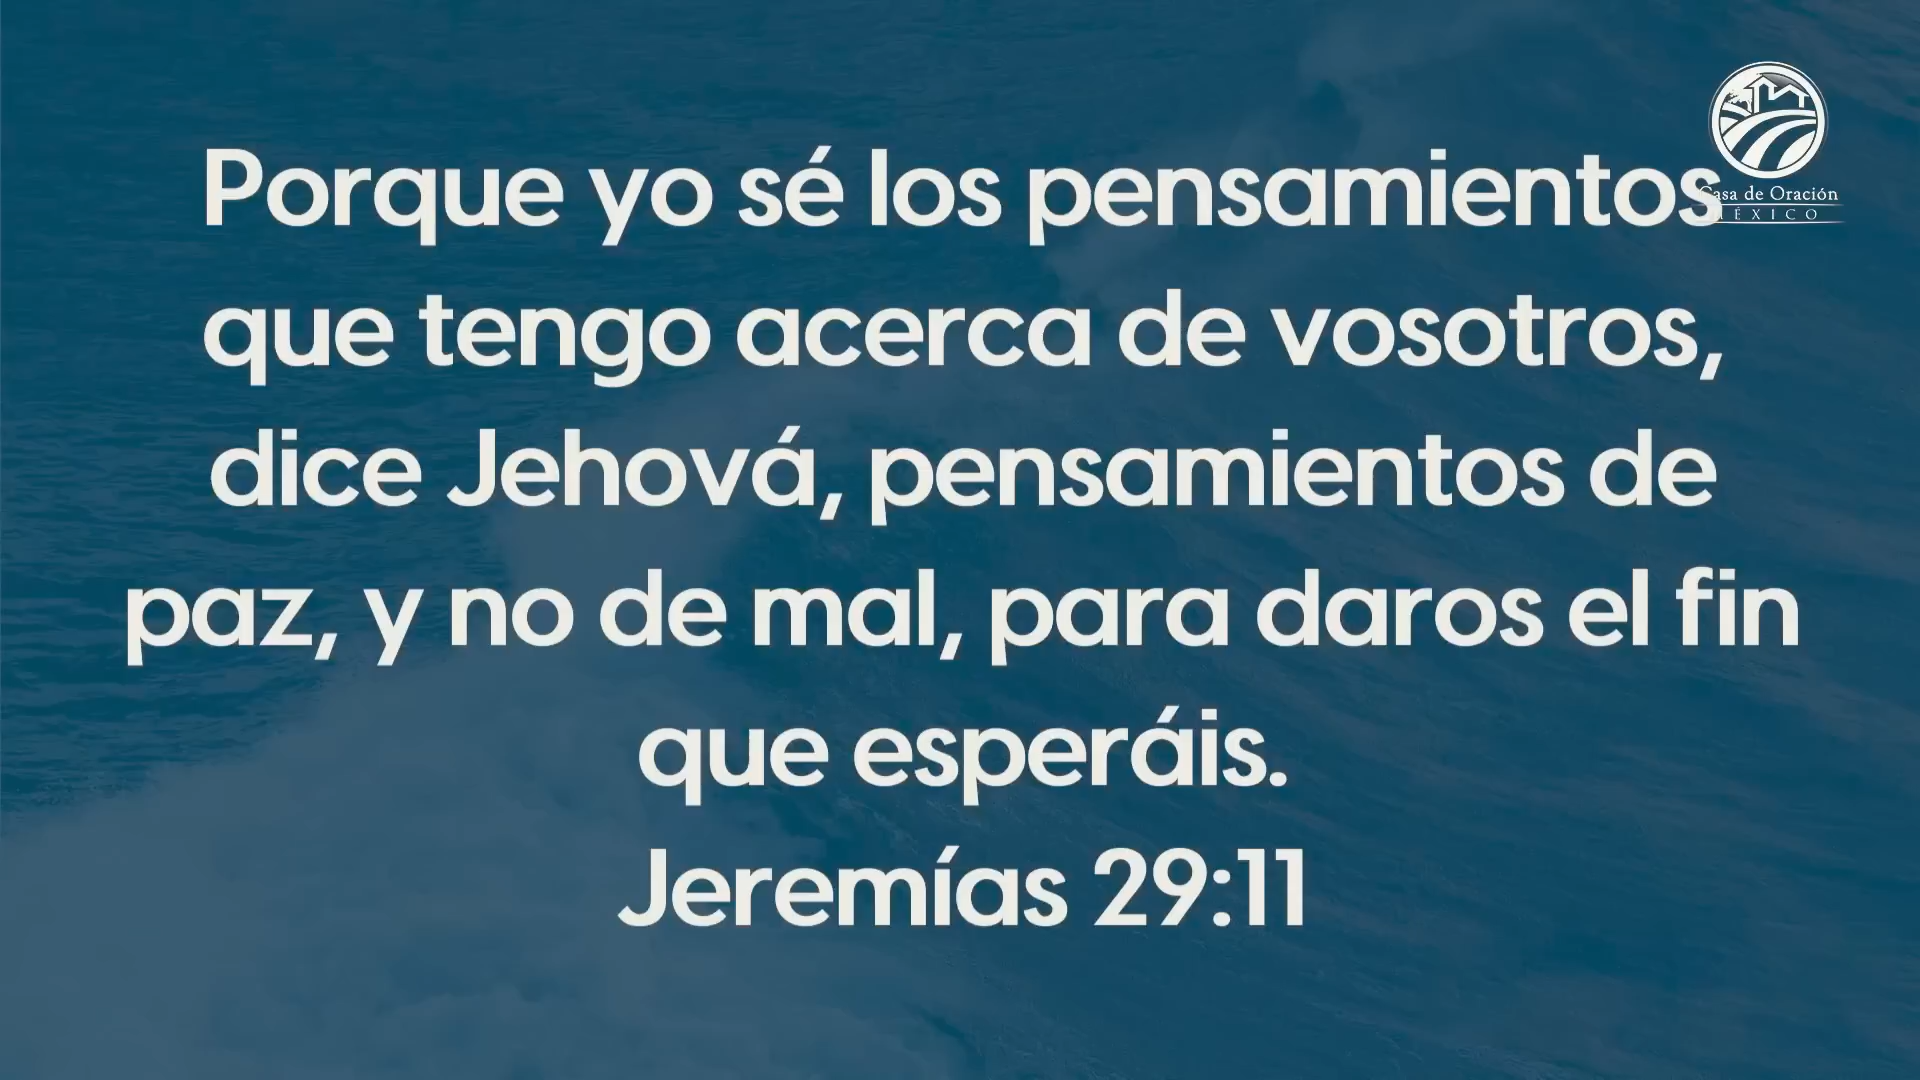 Porque yo sé los pensamientos
que tengo acerca de vosotros,
dice Jehová, pensamientos de
paz, y no de mal, para daros el fin
que esperáis.
Jeremías 29:11
Casa de Oración
MÉXICO